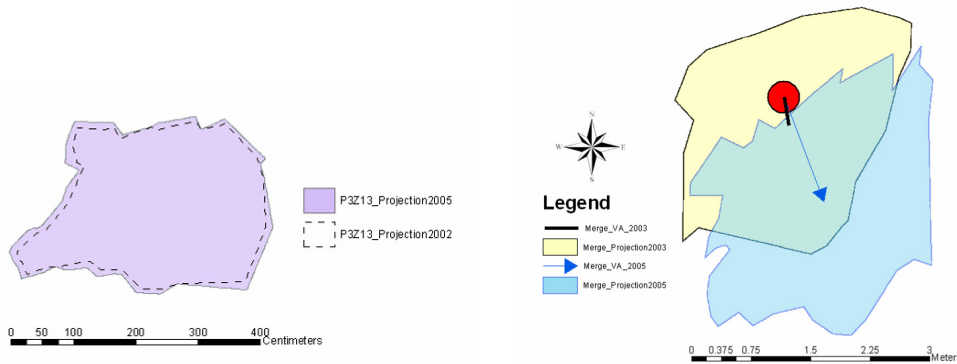 P3Z13_Projection2005
P3Z13_Projection2002
0 50 100 200 300 400
Centimeters
N
W E
S
Legend
Merge_VA_2003
Merge_Projection2003
Merge_VA_2005
Merge_Projection2005
0 0.375 0.75 1.5 2.25 3
Meter